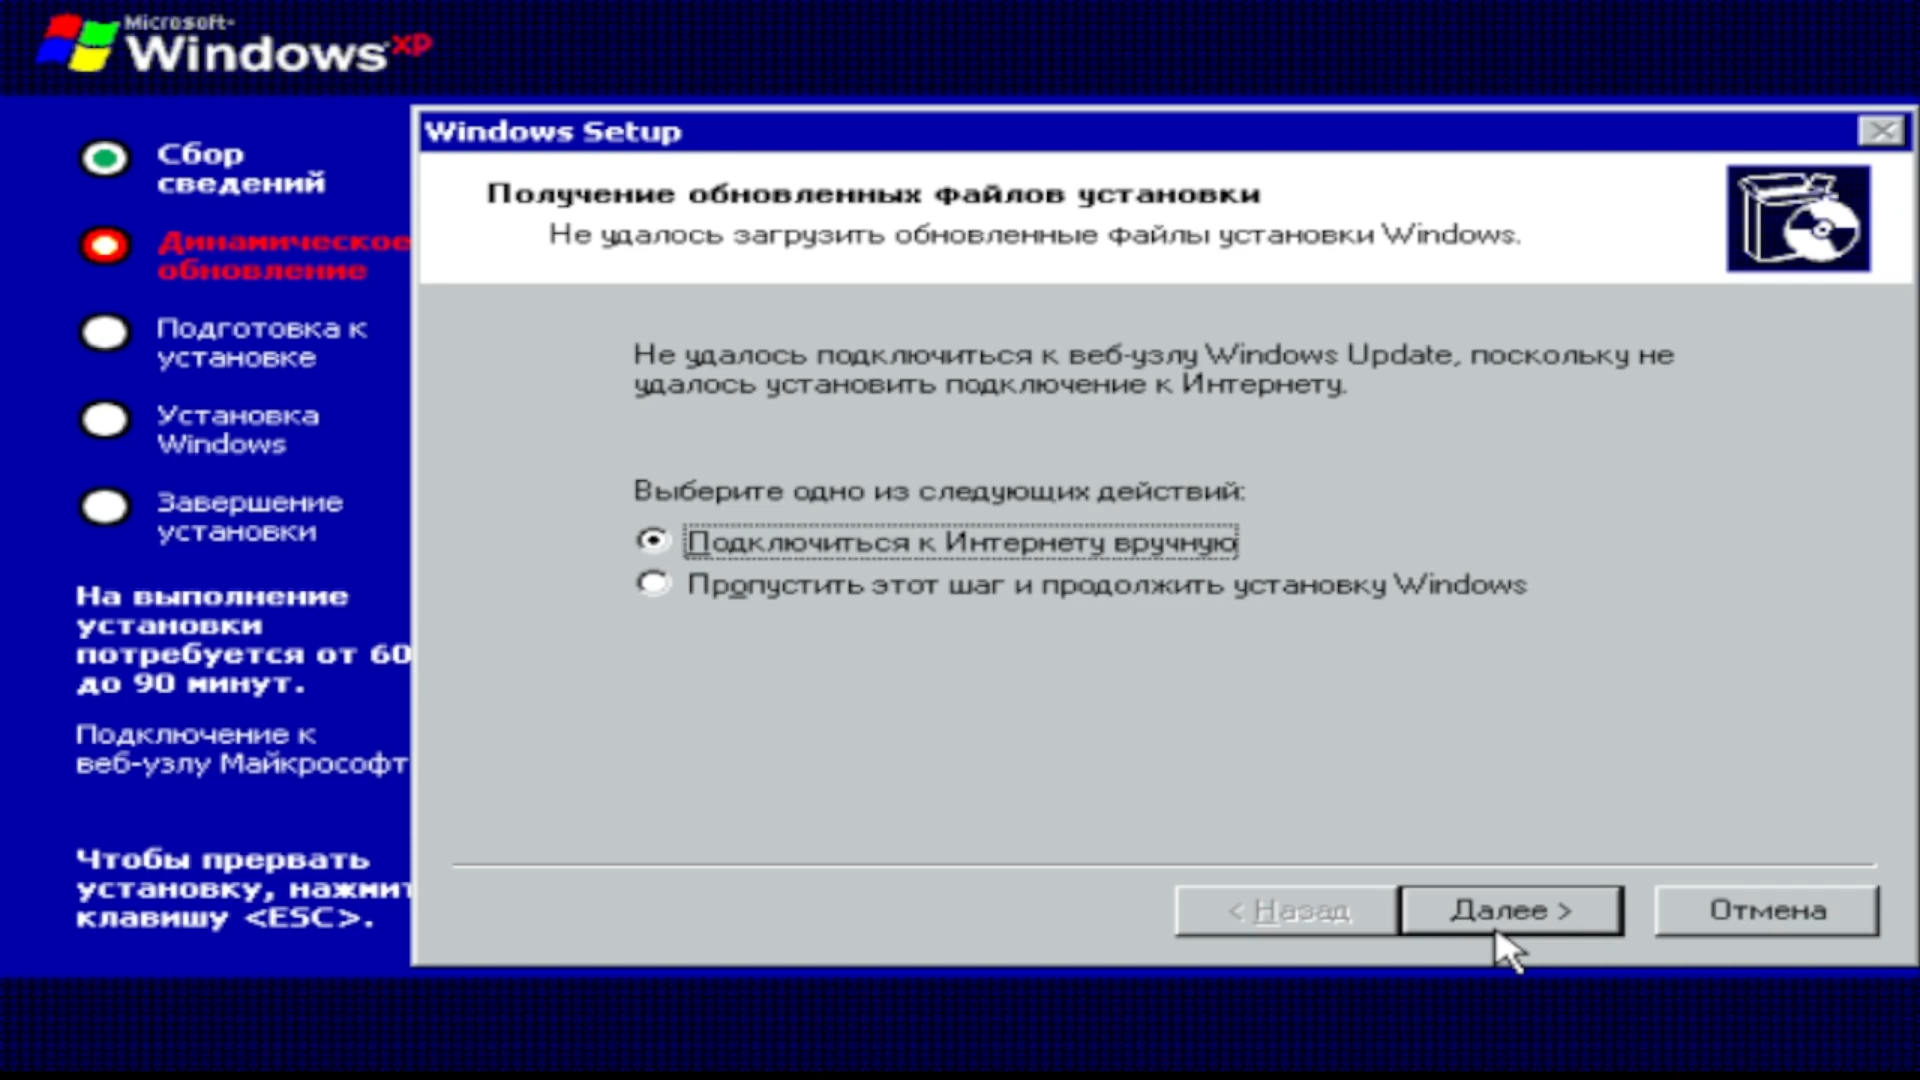 Microsoft
Windows XP
Сбор
сведений
Динамическое
обновление
Подготовка к
установке
Установка
Windows
Завершение
установки
На выполнение
установки
потребуется от 60
до 90 минут.
Подключение к
веб-узлу Майкрософт
Чтобы прервать
установку, нажмит
клавишу <ESC>.
Windows Setup
Получение обновленных файлов установки
Не удалось загрузить обновленные файлы установки Windows.
Не удалось подключиться к веб-узлу Windows Update, поскольку не
удалось установить подключение к Интернету.
Выберите одно из следующих действий:
Подключиться к Интернету вручную
Пропустить этот шаг и продолжить установку Windows
< Назад
Далее >
Отмена